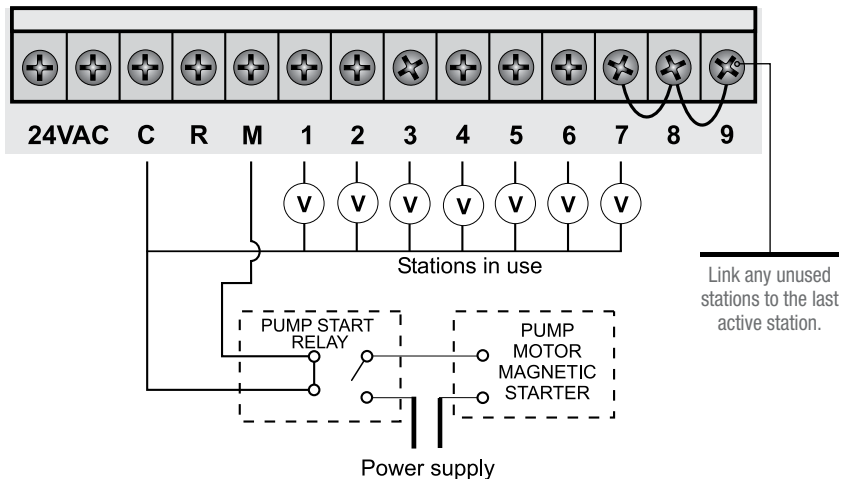 24VAC C R M 1 2 3 4 5 6 7 8 9
V V V V V V V
Stations in use
Link any unused
stations to the last
active station.
PUMP START
RELAY
PUMP
MOTOR
MAGNETIC
STARTER
Power supply